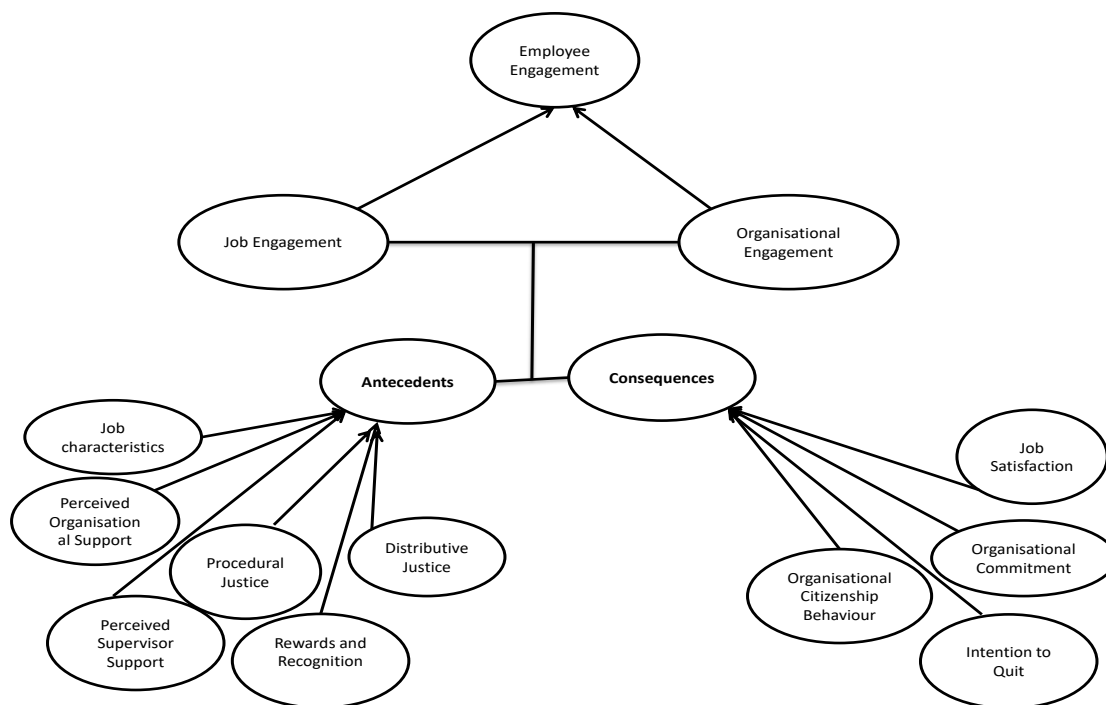 Employee
Engagement
Job Engagement
Organisational
Engagement
Antecedents
Consequences
Job
characteristics
Job
Satisfaction
Perceived
Organisation
al Support
Procedural
Justice
Distributive
Justice
Organisational
Citizenship
Behaviour
Organisational
Commitment
Perceived
Supervisor
Support
Rewards and
Recognition
Intention to
Quit